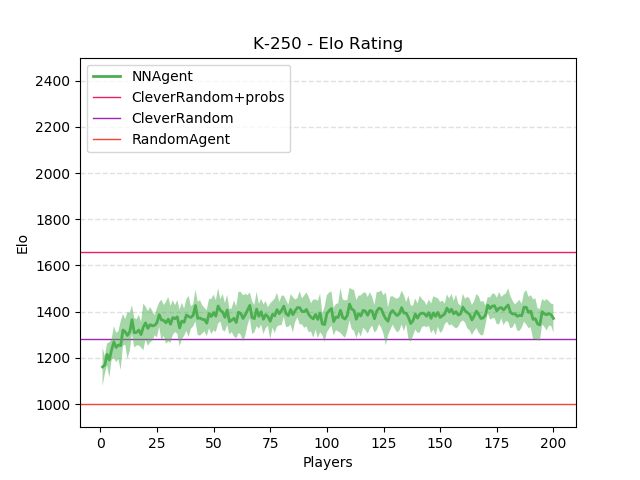 K-250 - Elo Rating
NNAgent
CleverRandom+probs
CleverRandom
RandomAgent
Elo
2400
2200
2000
1800
1600
1400
1200
1000
0 25 50 75 100 125 150 175 200
Players